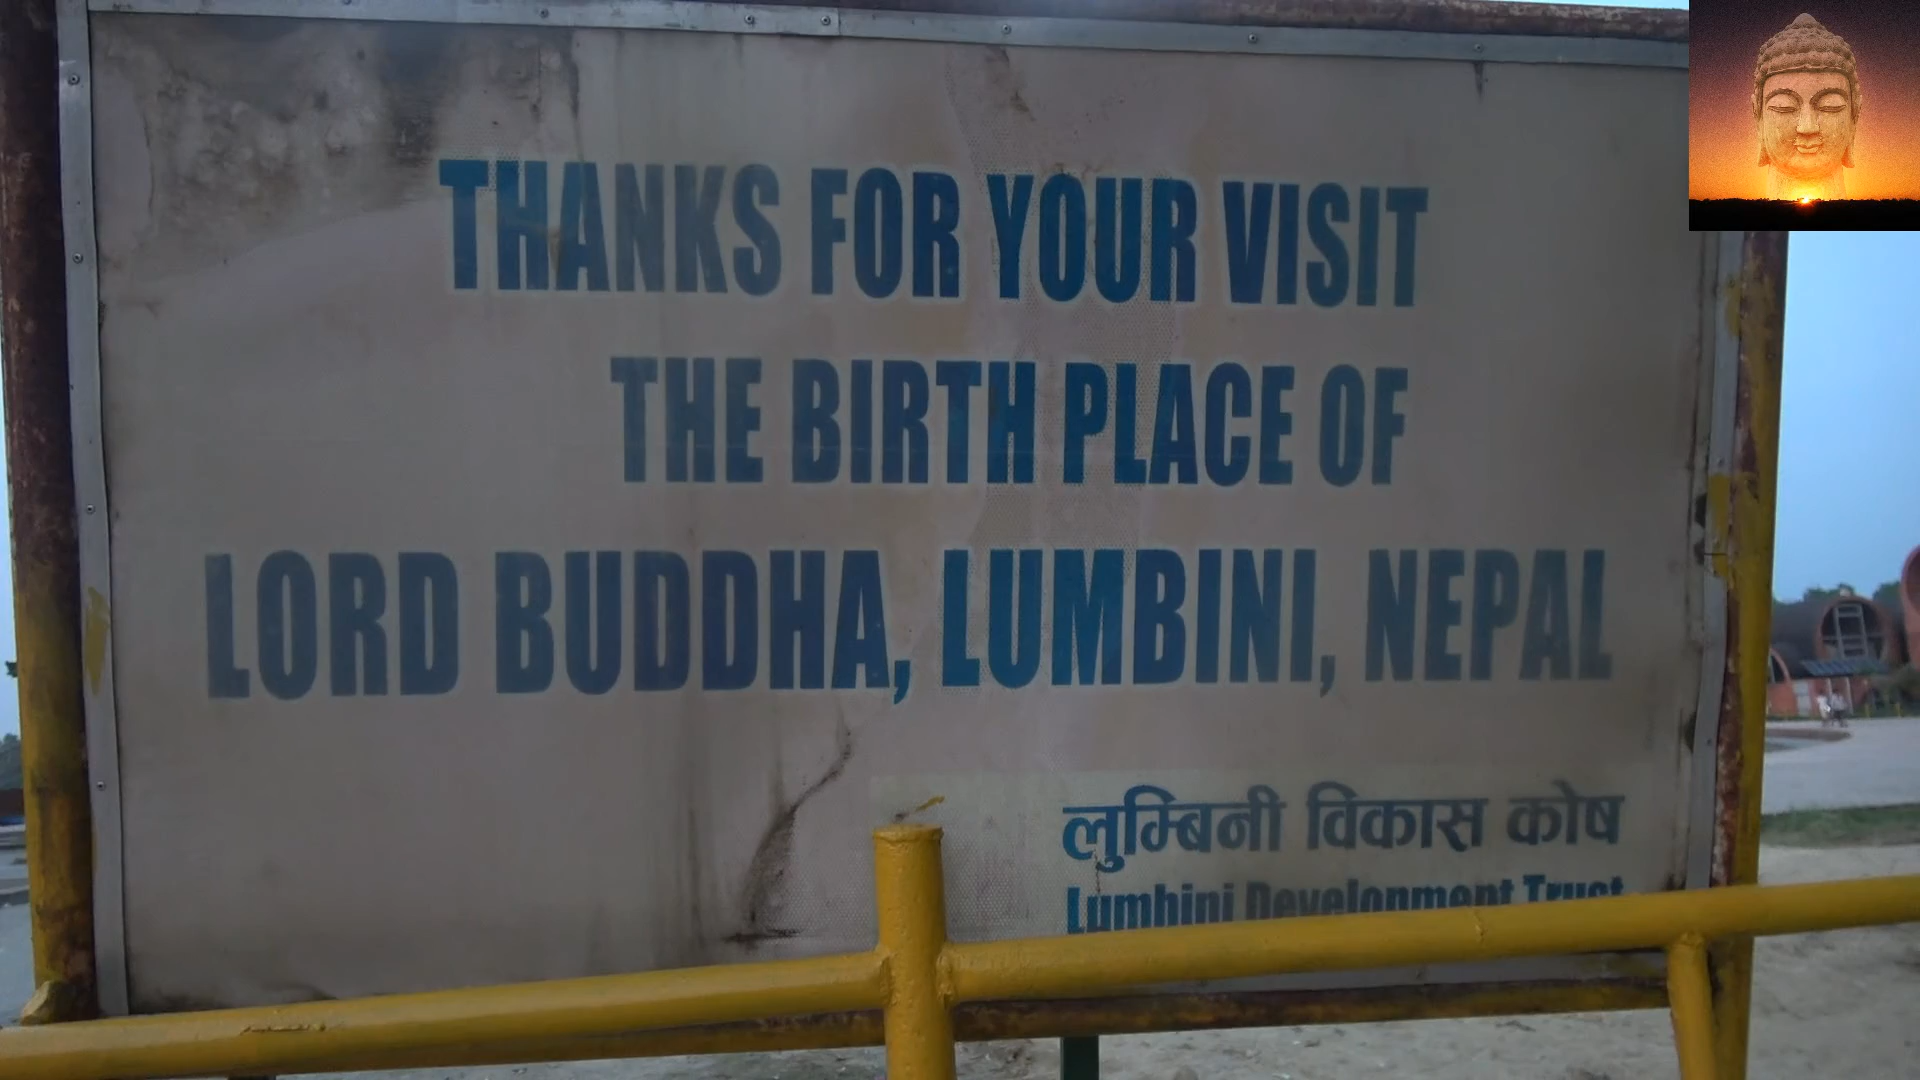 THANKS FOR YOUR VISIT
THE BIRTH PLACE OF
LORD BUDDHA, LUMBINI, NEPAL
लुम्बिनी विकास कोष
Lumbini Development Trust